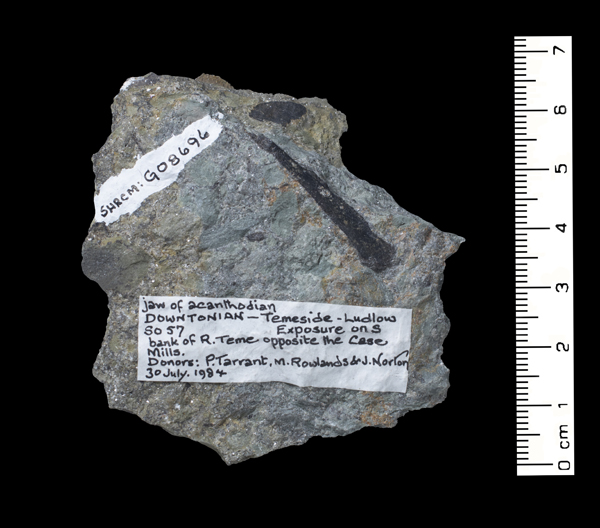 SHRCM: G08696
jaw of acanthodian
DOWNTONIAN - Temeside - Ludlow
SO 57 Exposure on S
bank of R. Teme opposite the Case
Mills.
Donors: P. Tarrant, M. Rowlands & J. Norton
30 July. 1984
7
6
5
4
3
2
1
0 cm